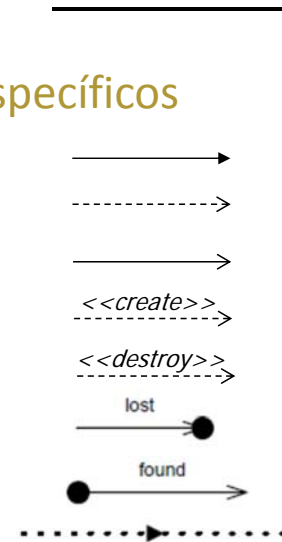 specíficos
<<create>>
<<destroy>>
lost
found